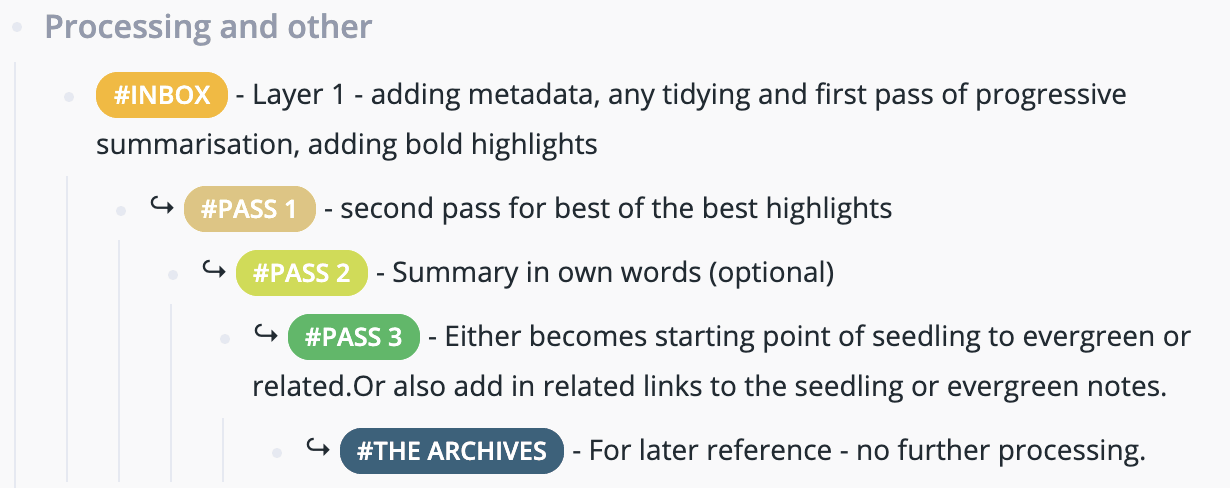 Processing and other
#INBOX - Layer 1 - adding metadata, any tidying and first pass of progressive
summarisation, adding bold highlights
↪ #PASS 1 - second pass for best of the best highlights
↪ #PASS 2 - Summary in own words (optional)
↪ #PASS 3 - Either becomes starting point of seedling to evergreen or
related.Or also add in related links to the seedling or evergreen notes.
↪ #THE ARCHIVES - For later reference - no further processing.